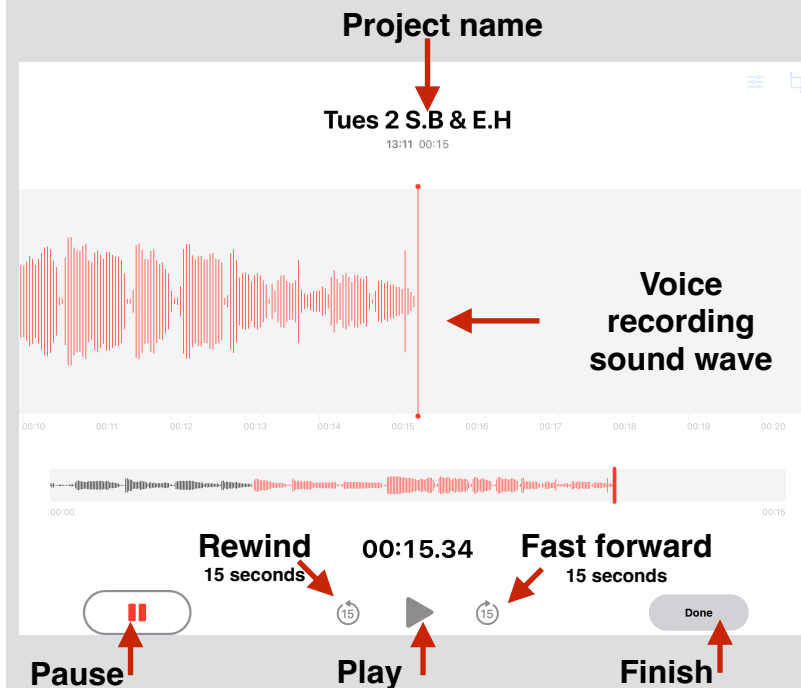 Project name
Tues 2 S.B & E.H
13:11 00:15
Voice
recording
sound wave
00:10 00:11 00:12 00:13 00:14 00:15 00:16 00:17 00:18 00:19 00:20
00:00 00:15
Rewind 00:15.34 Fast forward
15 seconds 15 seconds
15 15
Done
Pause Play Finish